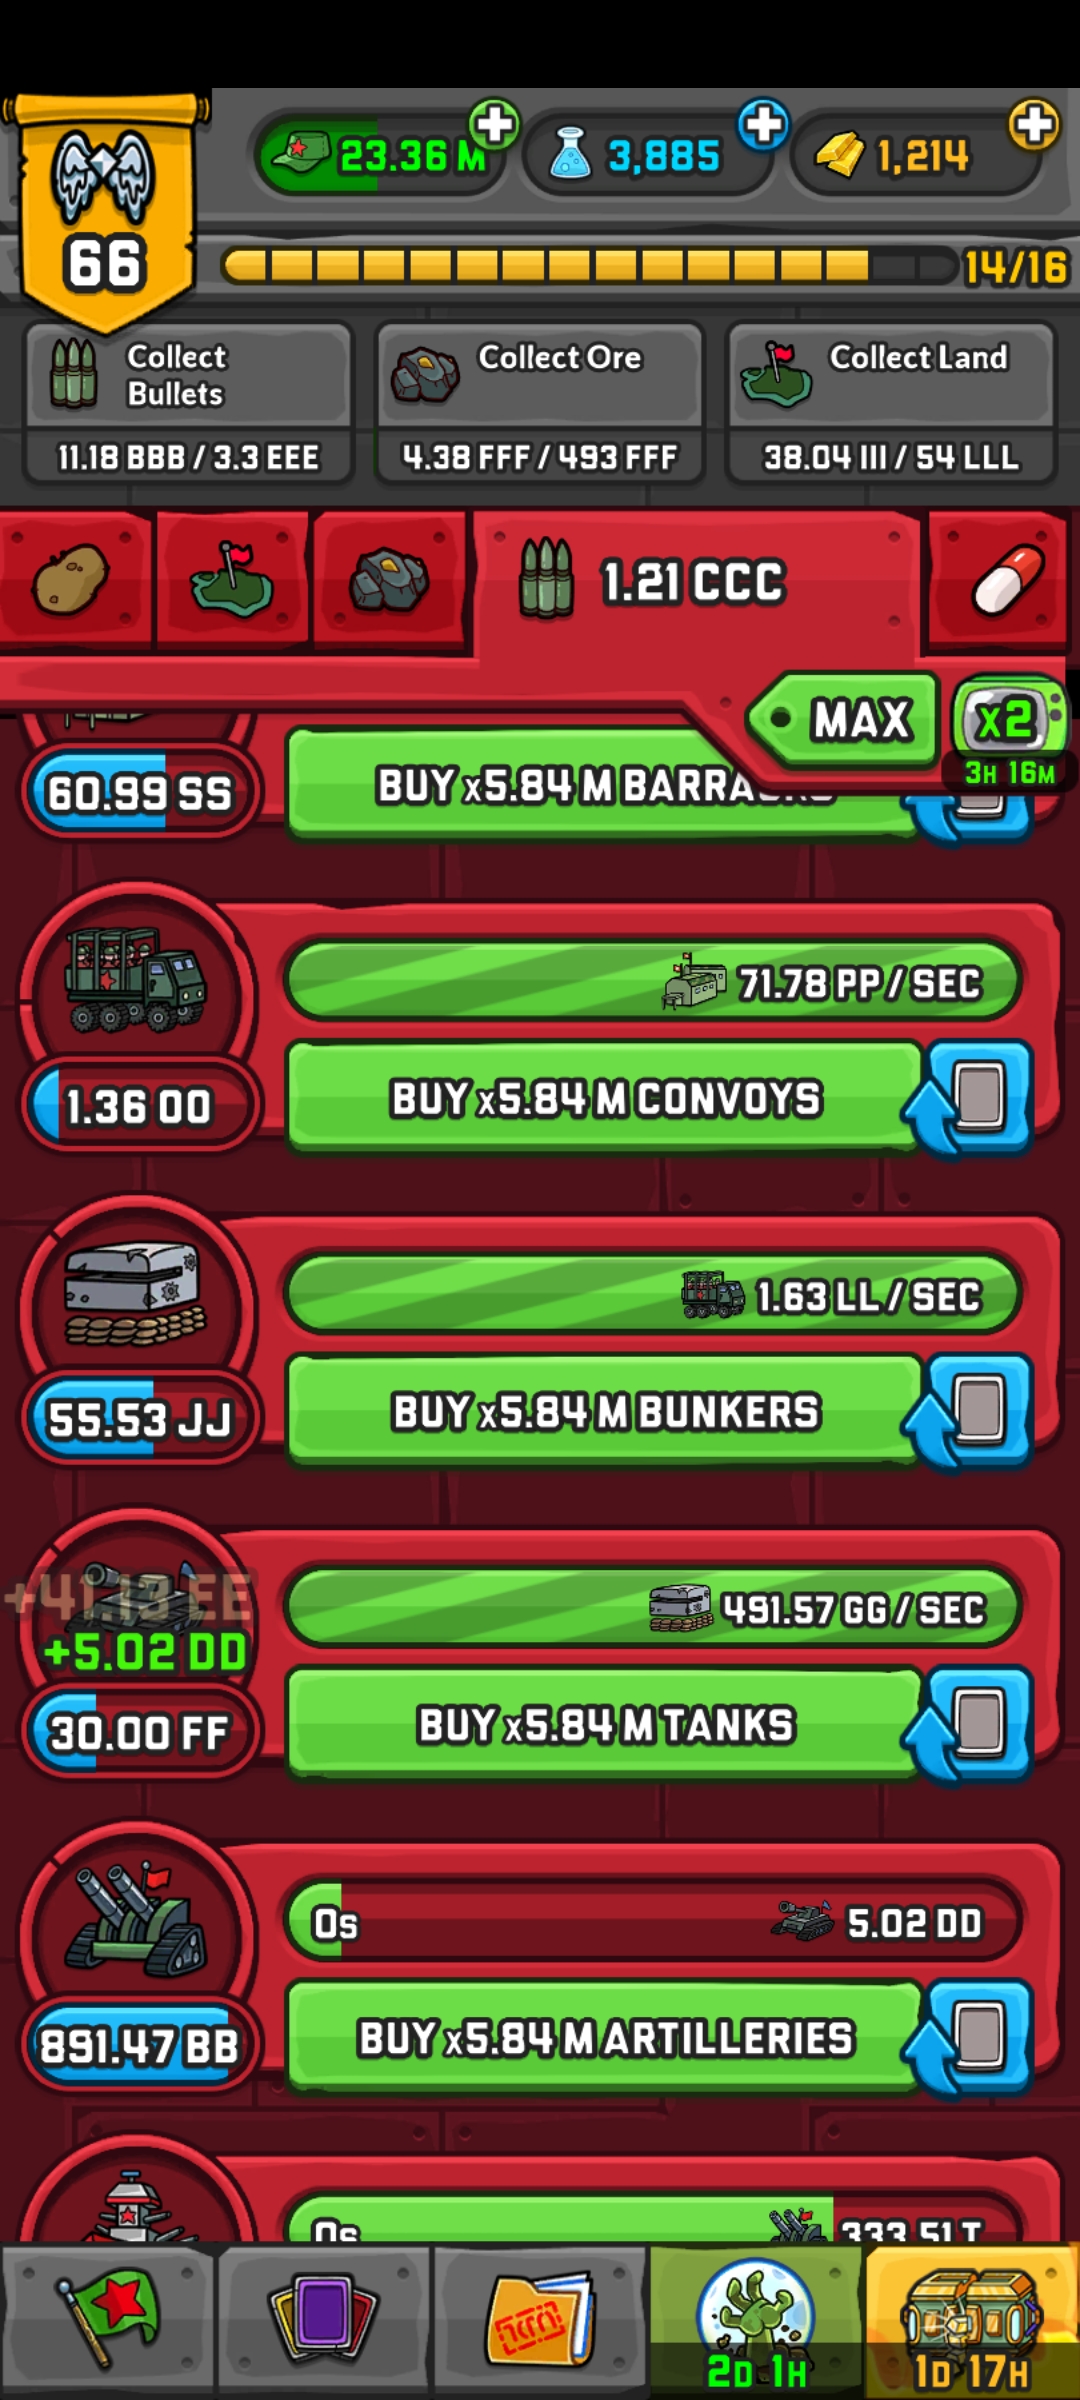 23.36 M
3,885
1,214
66
14/16
Collect
Bullets
11.18 BBB / 3.3 EEE
Collect Ore
4.38 FFF / 493 FFF
Collect Land
38.04 III / 54 LLL
1.21 CCC
MAX
x2
3H 16M
60.99 SS
BUY x5.84 M
71.78 PP / SEC
1.36 OO
BUY x5.84 M CONVOYS
1.63 LL / SEC
55.53 JJ
BUY x5.84 M BUNKERS
+41.13 EE
+5.02 DD
491.57 GG / SEC
30.00 FF
BUY x5.84 M TANKS
0s
5.02 DD
891.47 BB
BUY x5.84 M ARTILLERIES
0s
2D 1H
1D 17H